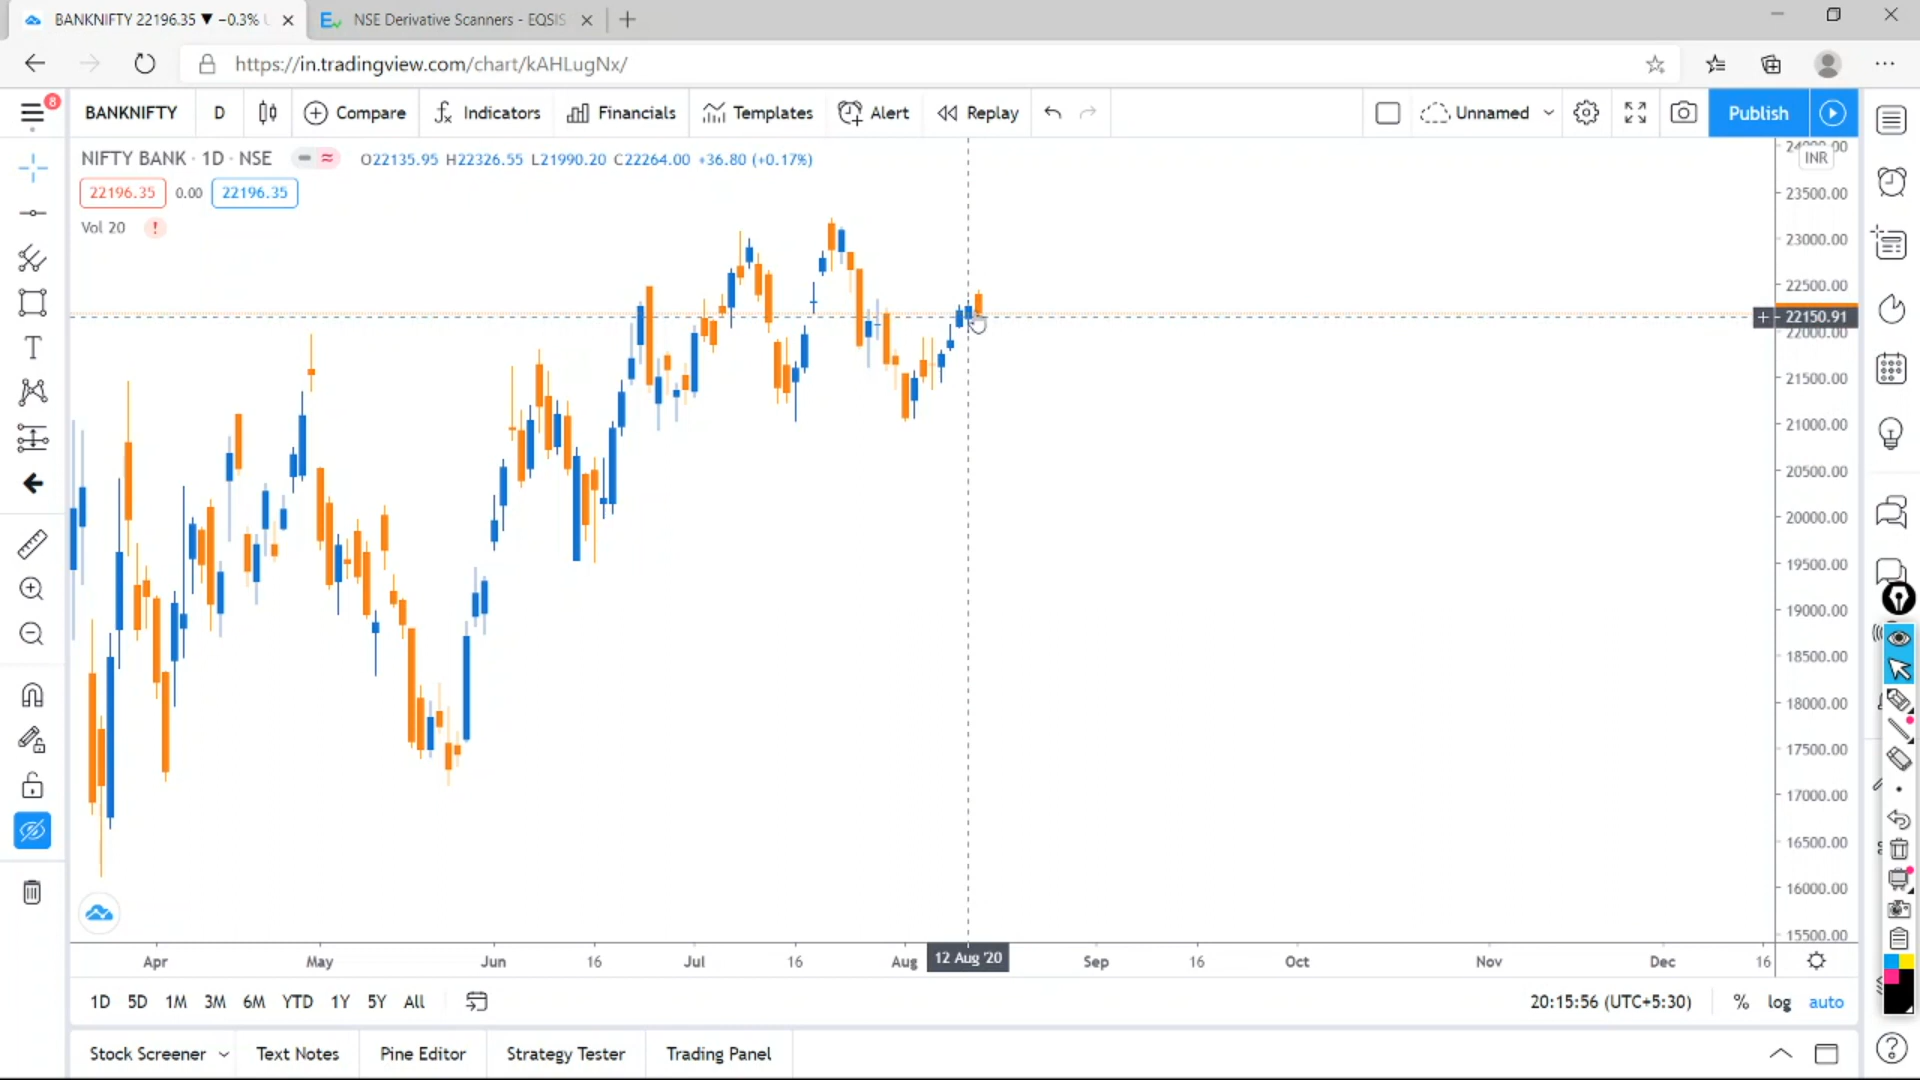 BANKNIFTY 22196.35 ▼ −0.3%
NSE Derivative Scanners - EQSIS
https://in.tradingview.com/chart/kAHLugNx/
8
BANKNIFTY D Compare Indicators Financials Templates Alert Replay Unnamed Publish
NIFTY BANK · 1D · NSE O22135.95 H22326.55 L21990.20 C22264.00 +36.80 (+0.17%)
INR
22196.35 0.00 22196.35
Vol 20 !
23500.00
23000.00
22500.00
22150.91
22000.00
21500.00
21000.00
20500.00
20000.00
19500.00
19000.00
18500.00
18000.00
17500.00
17000.00
16500.00
16000.00
15500.00
Apr May Jun 16 Jul 16 Aug 12 Aug '20 Sep 16 Oct Nov Dec 16
1D 5D 1M 3M 6M YTD 1Y 5Y All 20:15:56 (UTC+5:30) % log auto
Stock Screener Text Notes Pine Editor Strategy Tester Trading Panel